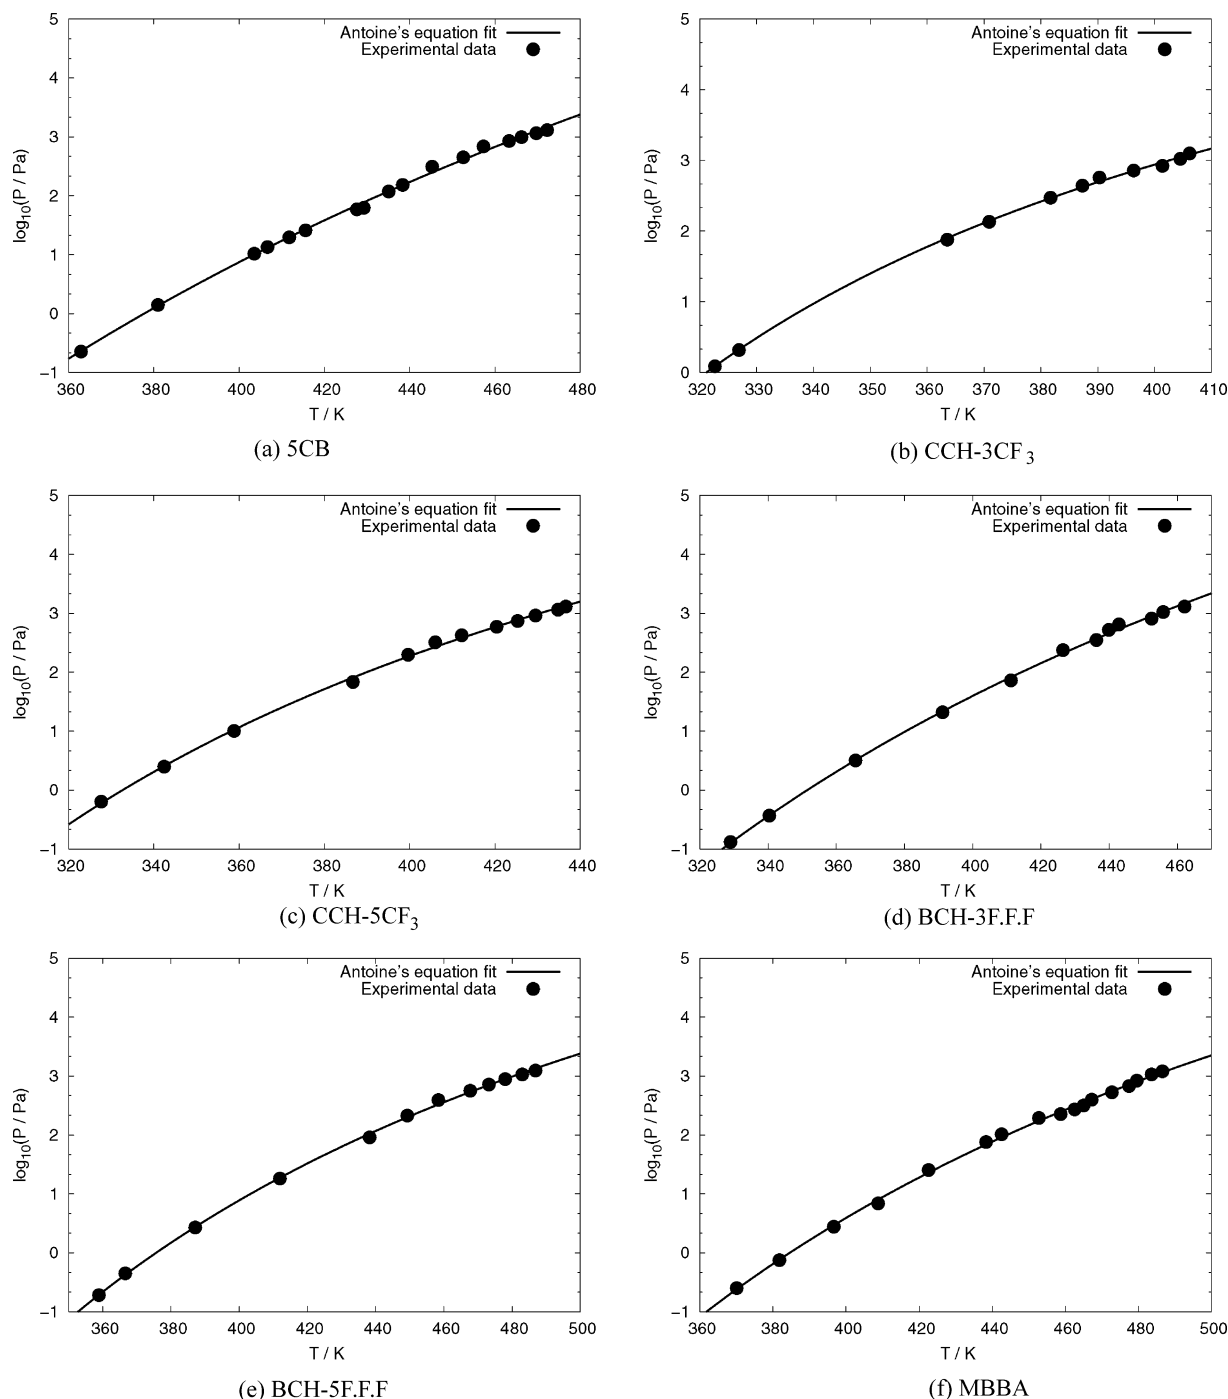 Antoine's equation fit
Experimental data
5
4
3
2
1
0
−1
log10(P / Pa)
360 380 400 420 440 460 480
T / K
(a) 5CB
Antoine's equation fit
Experimental data
5
4
3
2
1
0
log10(P / Pa)
320 330 340 350 360 370 380 390 400 410
T / K
(b) CCH-3CF3
Antoine's equation fit
Experimental data
5
4
3
2
1
0
−1
log10(P / Pa)
320 340 360 380 400 420 440
T / K
(c) CCH-5CF3
Antoine's equation fit
Experimental data
5
4
3
2
1
0
−1
log10(P / Pa)
320 340 360 380 400 420 440 460
T / K
(d) BCH-3F.F.F
Antoine's equation fit
Experimental data
5
4
3
2
1
0
−1
log10(P / Pa)
360 380 400 420 440 460 480 500
T / K
(e) BCH-5F.F.F
Antoine's equation fit
Experimental data
5
4
3
2
1
0
−1
log10(P / Pa)
360 380 400 420 440 460 480 500
T / K
(f) MBBA